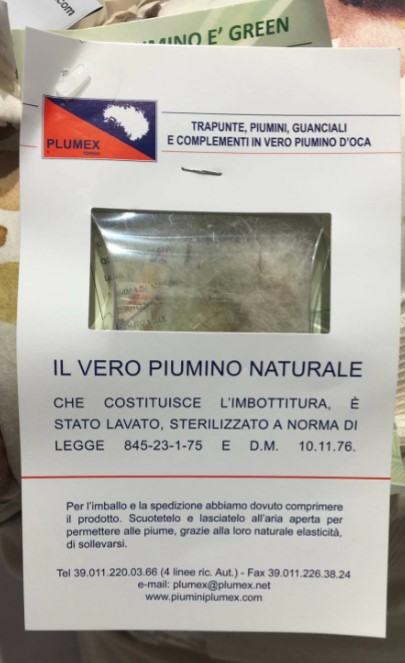 .com
UMINO E' GREEN
PLUMEX
TORINO
TRAPUNTE, PIUMINI, GUANCIALI
E COMPLEMENTI IN VERO PIUMINO D'OCA
IL VERO PIUMINO NATURALE
CHE COSTITUISCE L'IMBOTTITURA, È
STATO LAVATO, STERILIZZATO A NORMA DI
LEGGE 845-23-1-75 E D.M. 10.11.76.
Per l'imballo e la spedizione abbiamo dovuto comprimere
il prodotto. Scuotetelo e lasciatelo all'aria aperta per
permettere alle piume, grazie alla loro naturale elasticità,
di sollevarsi.
Tel 39.011.220.03.66 (4 linee ric. Aut.) - Fax 39.011.226.38.24
e-mail: plumex@plumex.net
www.piuminiplumex.com